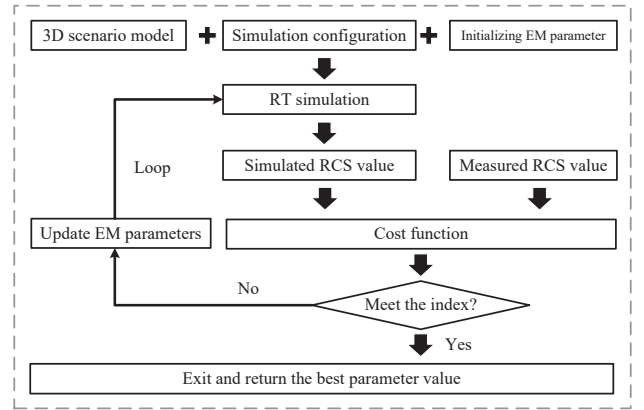 3D scenario model + Simulation configuration + Initializing EM parameter
RT simulation
Loop
Simulated RCS value
Measured RCS value
Update EM parameters
Cost function
No
Meet the index?
Yes
Exit and return the best parameter value